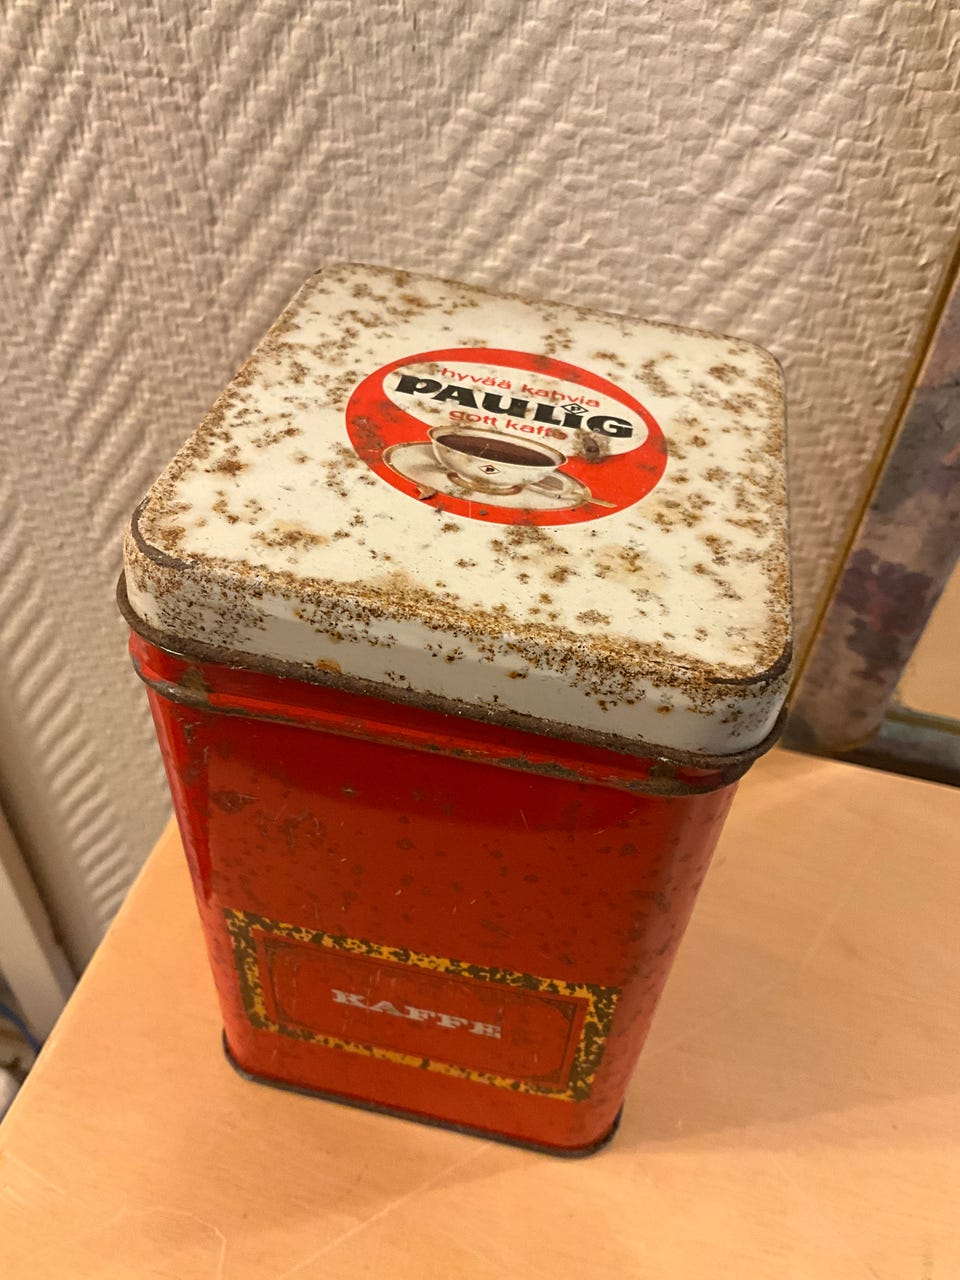 hyvää kahvia
PAULIG
gott kaffe
KAFFE